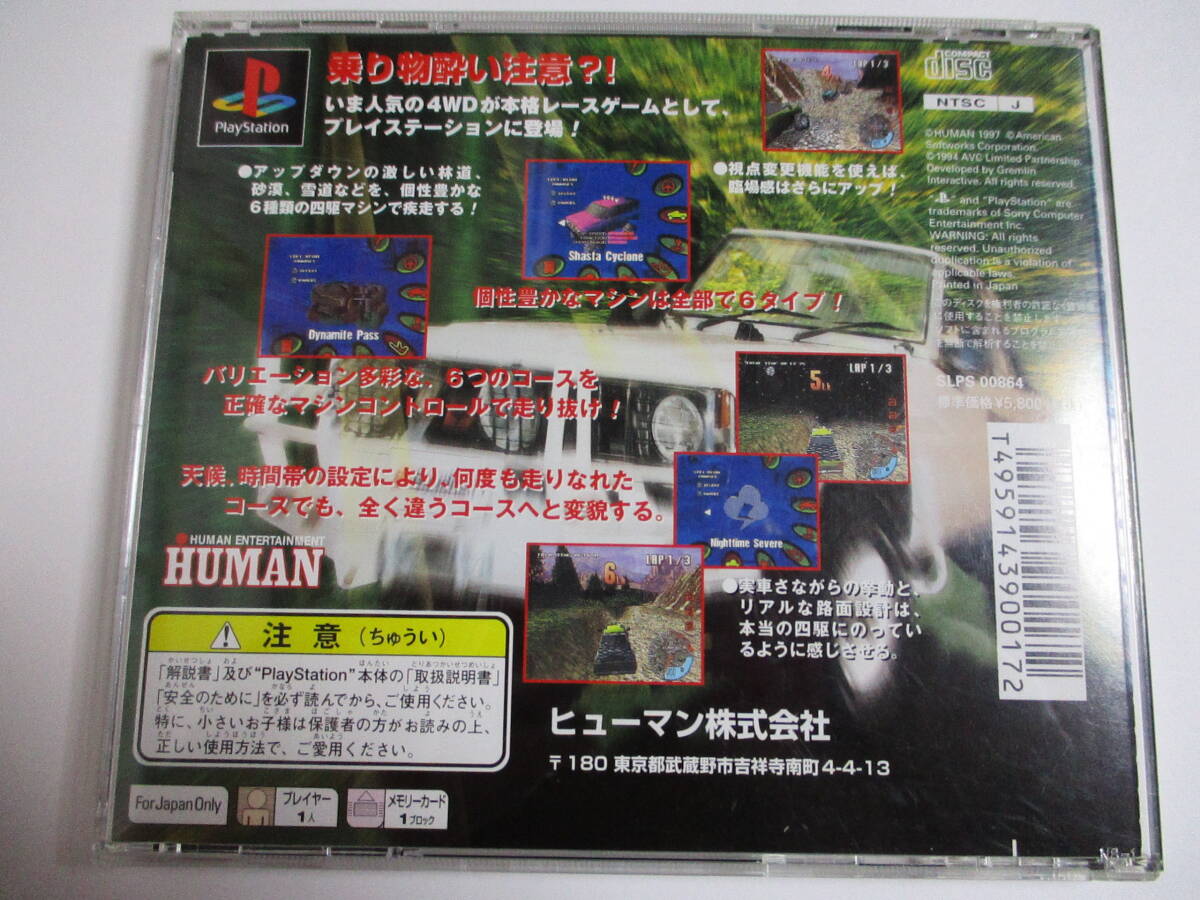 PlayStation
乗り物酔い注意?!
いま人気の4WDが本格レースゲームとして、
プレイステーションに登場!
●アップダウンの激しい林道、
砂漠、雪道などを、個性豊かな
6種類の四駆マシンで疾走する!
LAP 1/3
●視点変更機能を使えば、
臨場感はさらにアップ!
COMPACT
disc
NTSC J
©HUMAN 1997 ©American
Softworks Corporation.
©1994 AVC Limited Partnership.
Developed by Gremlin
Interactive. All rights reserved.
and "PlayStation" are
trademarks of Sony Computer
Entertainment Inc.
WARNING: All rights
reserved. Unauthorized
duplication is a violation of
applicable laws.
Printed in Japan
SLPS 00864
標準価格¥5,800
Shasta Cyclone
Dynamite Pass
個性豊かなマシンは全部で6タイプ!
バリエーション多彩な、6つのコースを
正確なマシンコントロールで走り抜け!
5th
LAP 1/3
天候、時間帯の設定により、何度も走りなれた
コースでも、全く違うコースへと変貌する。
Nighttime Severe
HUMAN ENTERTAINMENT
HUMAN
6th
LAP 1/3
●実車さながらの挙動と、
リアルな路面設計は、
本当の四駆にのってい
るように感じさせる。
T4959143900172
注意(ちゅうい)
「解説書」及び"PlayStation"本体の「取扱説明書」
「安全のために」を必ず読んでから、ご使用ください。
特に、小さいお子様は保護者の方がお読みの上、
正しい使用方法で、ご愛用ください。
ヒューマン株式会社
〒180 東京都武蔵野市吉祥寺南町4-4-13
For Japan Only
プレイヤー
1人
メモリーカード
1ブロック